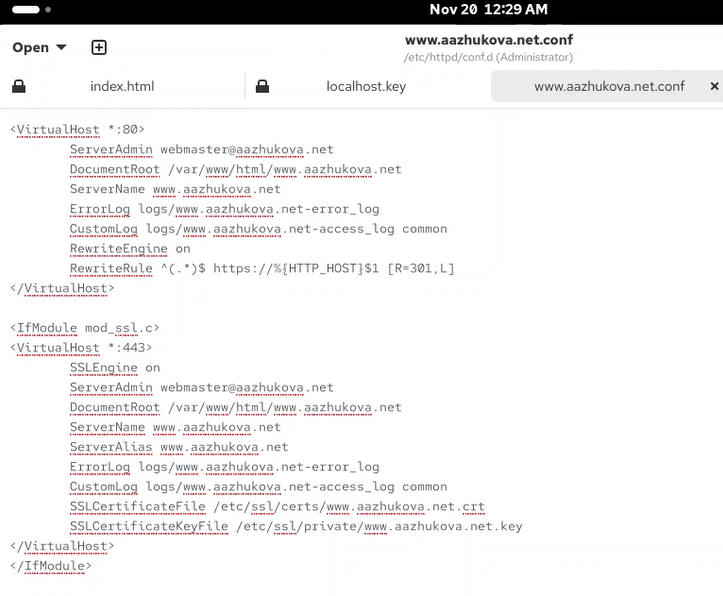 Nov 20 12:29 AM
Open
www.aazhukova.net.conf
/etc/httpd/conf.d (Administrator)
index.html localhost.key www.aazhukova.net.conf ×
<VirtualHost *:80>
        ServerAdmin webmaster@aazhukova.net
        DocumentRoot /var/www/html/www.aazhukova.net
        ServerName www.aazhukova.net
        ErrorLog logs/www.aazhukova.net-error_log
        CustomLog logs/www.aazhukova.net-access_log common
        RewriteEngine on
        RewriteRule ^(.*)$ https://%{HTTP_HOST}$1 [R=301,L]
</VirtualHost>
<IfModule mod_ssl.c>
<VirtualHost *:443>
        SSLEngine on
        ServerAdmin webmaster@aazhukova.net
        DocumentRoot /var/www/html/www.aazhukova.net
        ServerName www.aazhukova.net
        ServerAlias www.aazhukova.net
        ErrorLog logs/www.aazhukova.net-error_log
        CustomLog logs/www.aazhukova.net-access_log common
        SSLCertificateFile /etc/ssl/certs/www.aazhukova.net.crt
        SSLCertificateKeyFile /etc/ssl/private/www.aazhukova.net.key
</VirtualHost>
</IfModule>